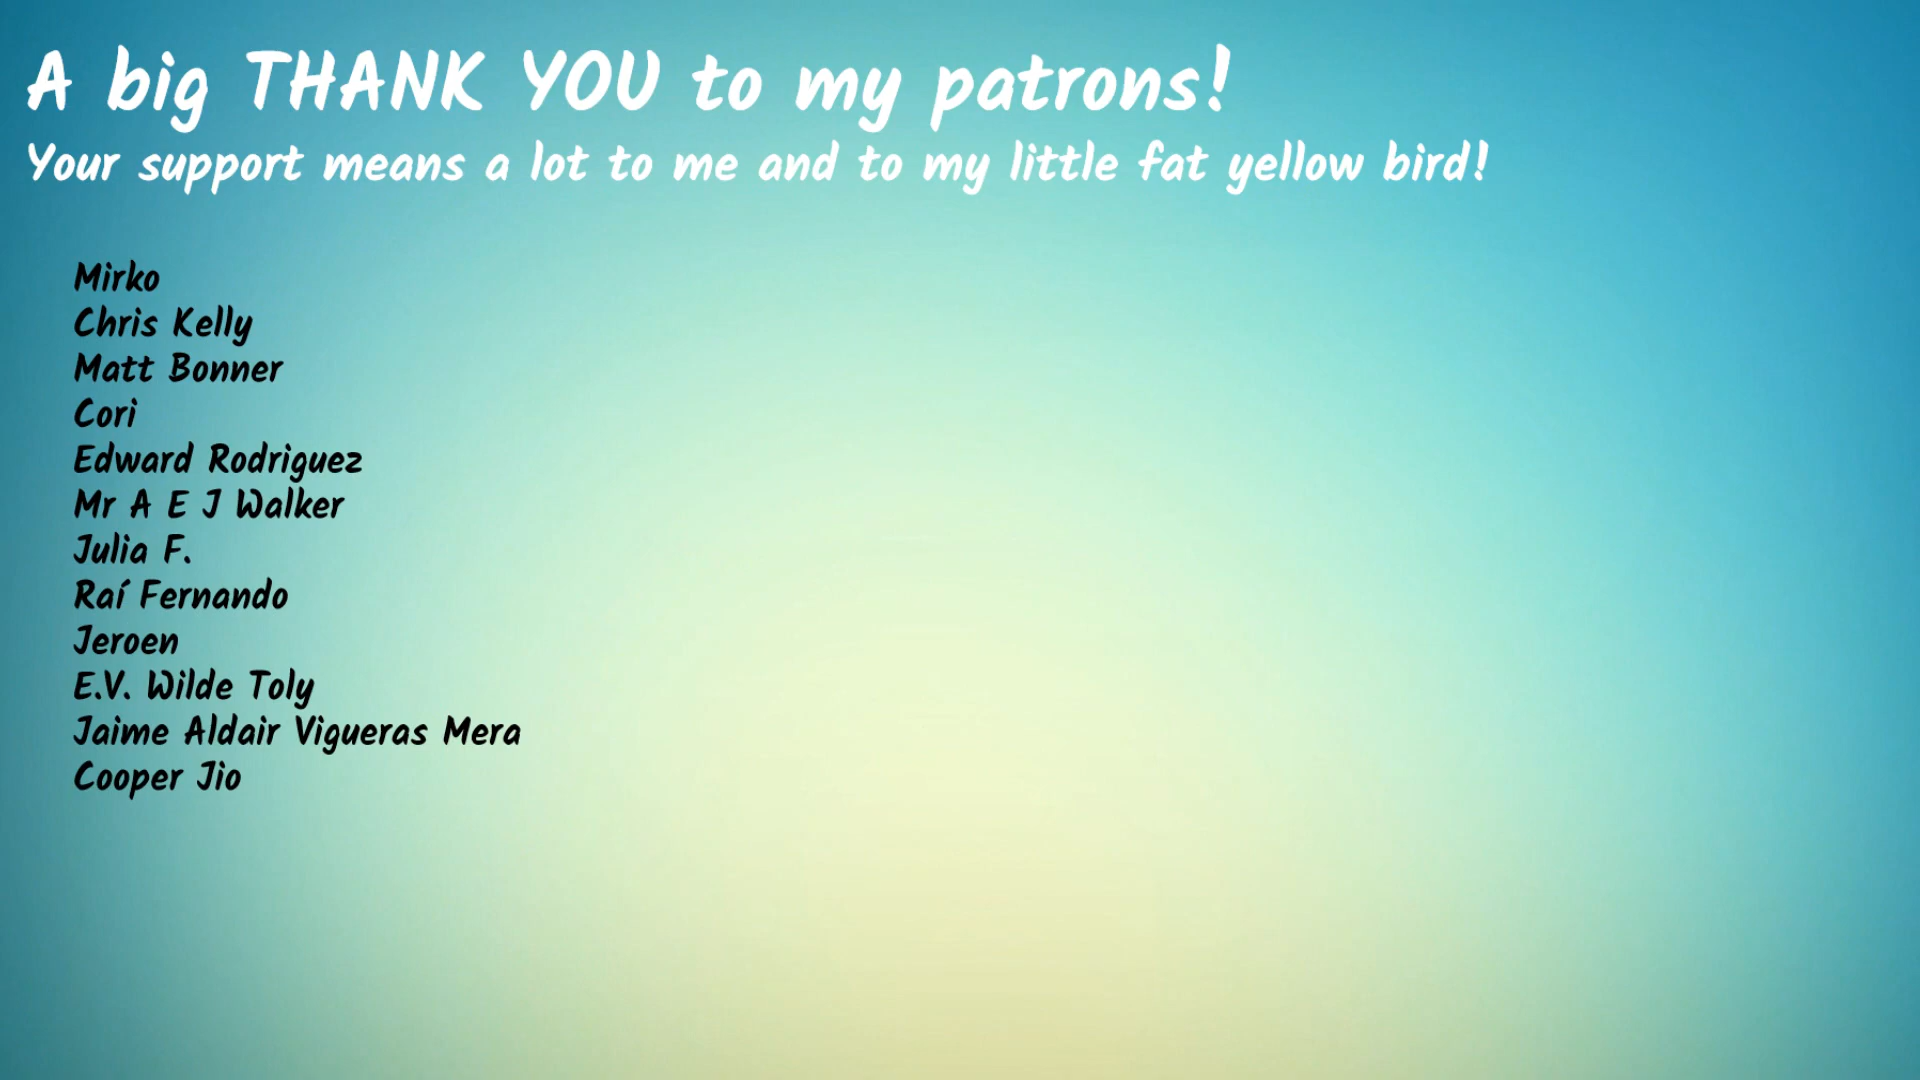 A big THANK YOU to my patrons!
Your support means a lot to me and to my little fat yellow bird!
Mirko
Chris Kelly
Matt Bonner
Cori
Edward Rodriguez
Mr A E J Walker
Julia F.
Raí Fernando
Jeroen
E.V. Wilde Toly
Jaime Aldair Vigueras Mera
Cooper Jio